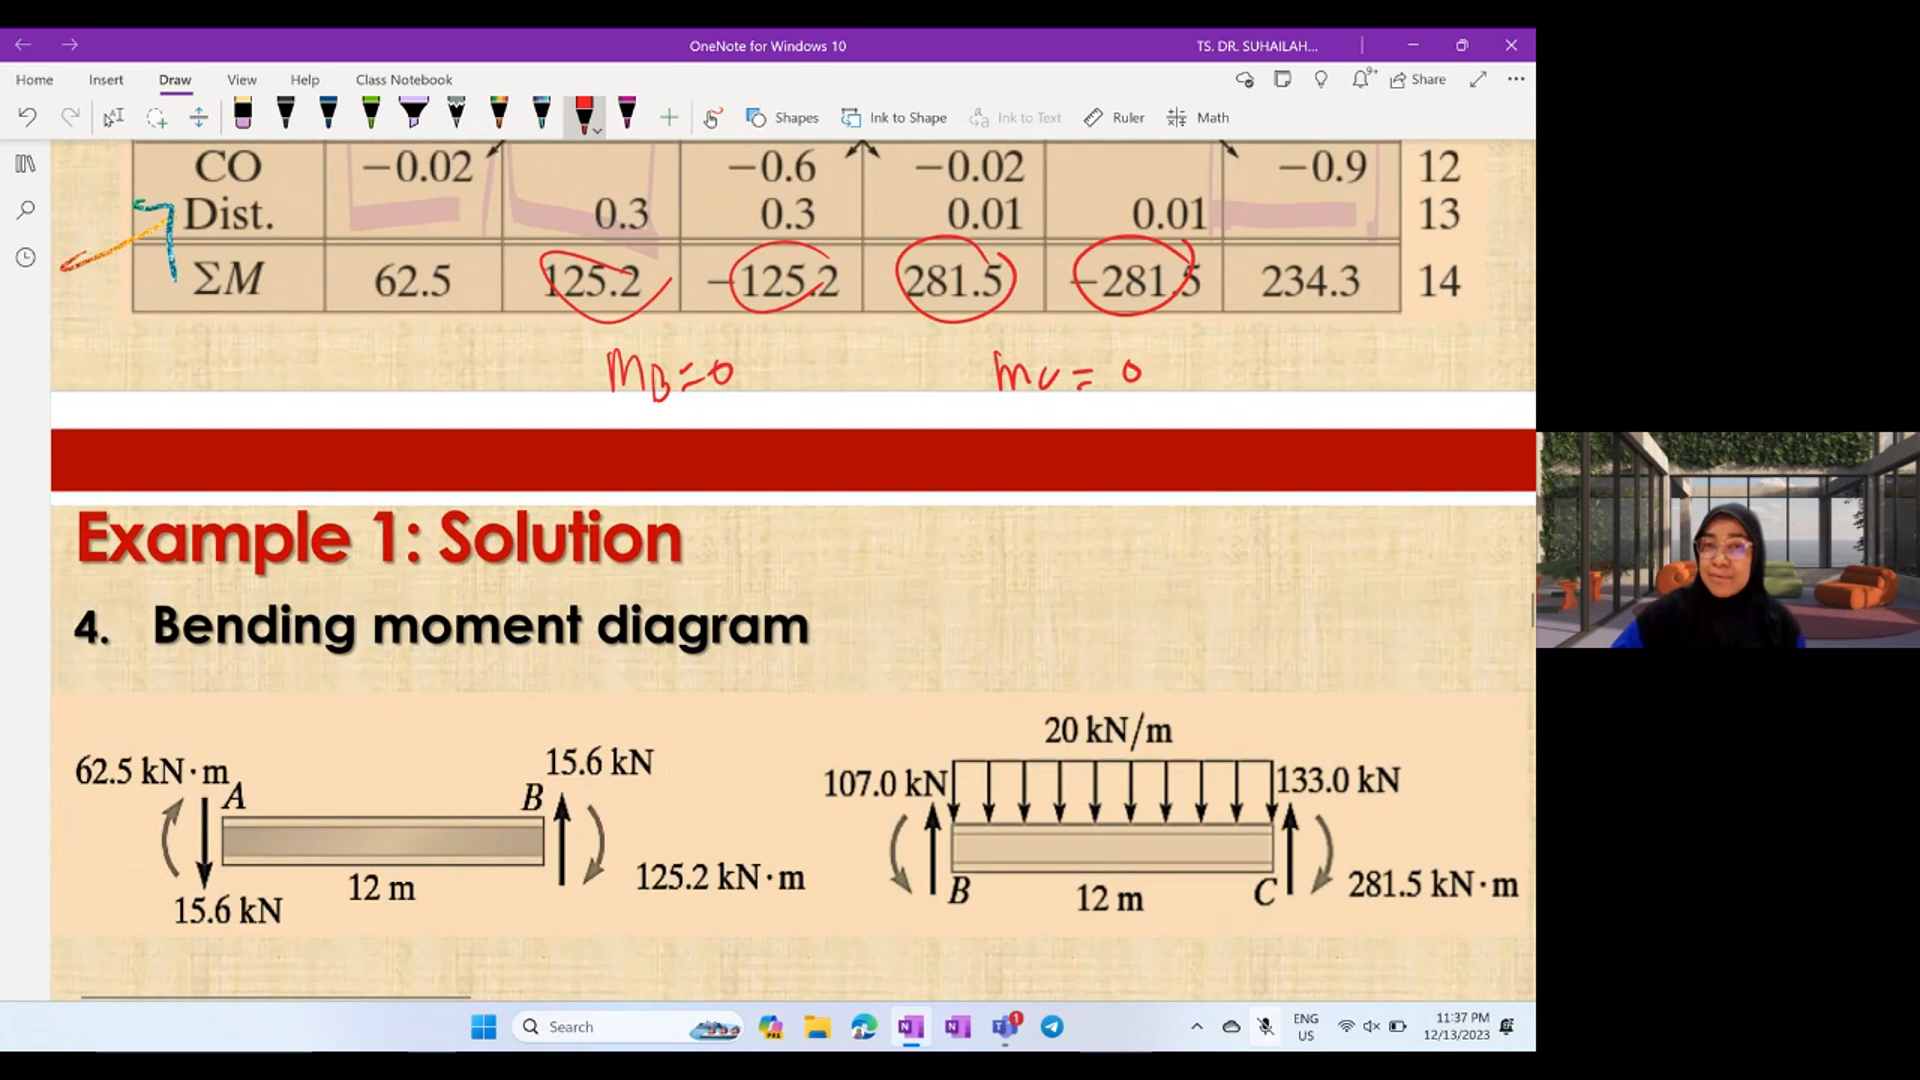 OneNote for Windows 10
TS. DR. SUHAILAH...
Home Insert Draw View Help Class Notebook
9+ Share
Shapes Ink to Shape Ink to Text Ruler Math
CO −0.02 −0.6 −0.02 −0.9 12
Dist. 0.3 0.3 0.01 0.01 13
ΣM 62.5 125.2 −125.2 281.5 −281.5 234.3 14
MB = 0 mc = 0
Example 1: Solution
4. Bending moment diagram
62.5 kN·m
A
B
15.6 kN
12 m
15.6 kN
125.2 kN·m
20 kN/m
107.0 kN
133.0 kN
B
12 m
C
281.5 kN·m
Search
PRE
1
ENG
US
11:37 PM
12/13/2023